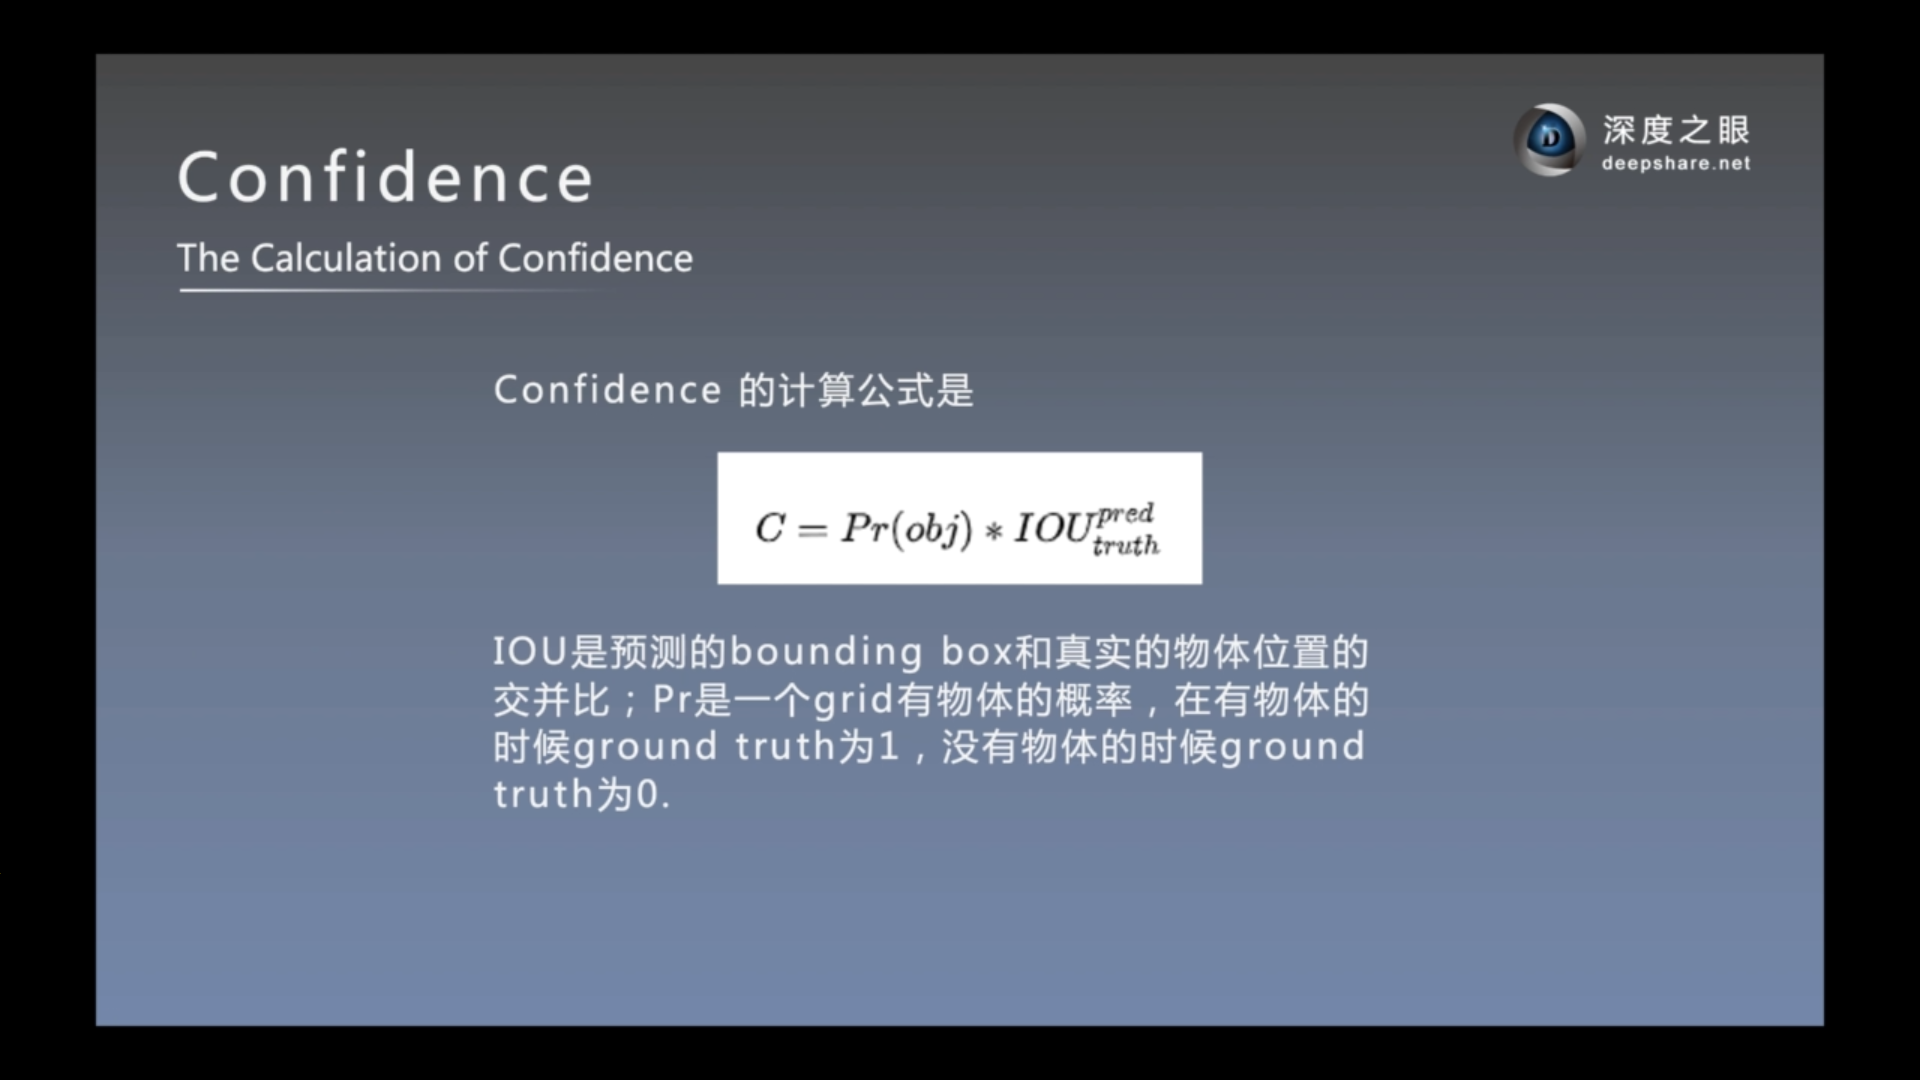 深度之眼
deepshare.net
Confidence
The Calculation of Confidence
Confidence 的计算公式是
C = Pr(obj) * IOU^{pred}_{truth}
IOU是预测的bounding box和真实的物体位置的
交并比；Pr是一个grid有物体的概率，在有物体的
时候ground truth为1，没有物体的时候ground
truth为0.